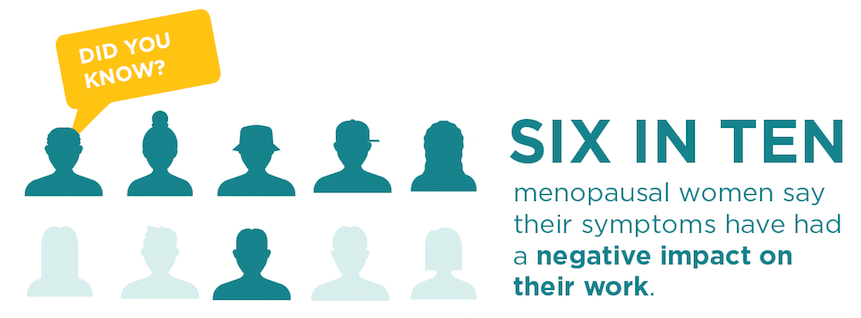 DID YOU
KNOW?
SIX IN TEN
menopausal women say
their symptoms have had
a negative impact on
their work.